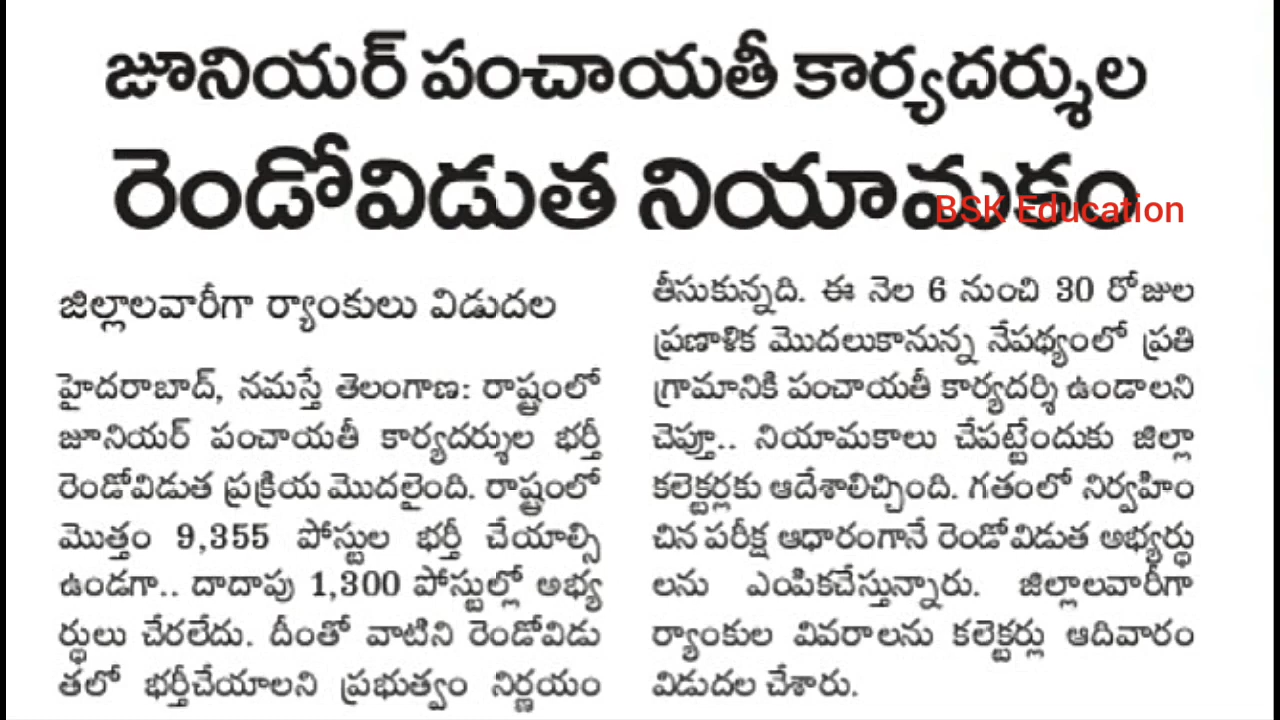 జూనియర్ పంచాయతీ కార్యదర్శుల
రెండోవిడుత నియామకం
BSK Education
జిల్లాలవారీగా ర్యాంకులు విడుదల
హైదరాబాద్, నమస్తే తెలంగాణ: రాష్ట్రంలో
జూనియర్ పంచాయతీ కార్యదర్శుల భర్తీ
రెండోవిడుత ప్రక్రియ మొదలైంది. రాష్ట్రంలో
మొత్తం 9,355 పోస్టుల భర్తీ చేయాల్సి
ఉండగా.. దాదాపు 1,300 పోస్టుల్లో అభ్య
ర్థులు చేరలేదు. దీంతో వాటిని రెండోవిడు
తలో భర్తీచేయాలని ప్రభుత్వం నిర్ణయం
తీసుకున్నది. ఈ నెల 6 నుంచి 30 రోజుల
ప్రణాళిక మొదలుకానున్న నేపథ్యంలో ప్రతి
గ్రామానికి పంచాయతీ కార్యదర్శి ఉండాలని
చెప్తూ.. నియామకాలు చేపట్టేందుకు జిల్లా
కలెక్టర్లకు ఆదేశాలిచ్చింది. గతంలో నిర్వహిం
చిన పరీక్ష ఆధారంగానే రెండోవిడుత అభ్యర్థు
లను ఎంపికచేస్తున్నారు. జిల్లాలవారీగా
ర్యాంకుల వివరాలను కలెక్టర్లు ఆదివారం
విడుదల చేశారు.